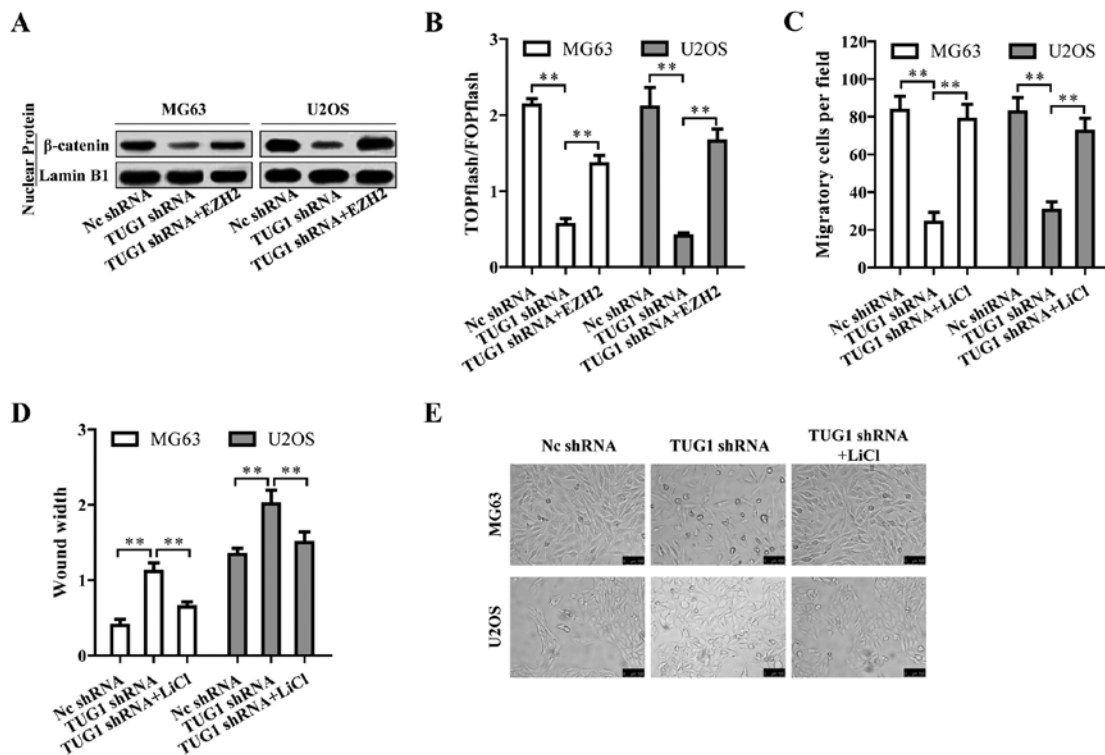 A
MG63
U2OS
Nuclear Protein
β-catenin
Lamin B1
Nc shRNA
TUG1 shRNA
TUG1 shRNA+EZH2
Nc shRNA
TUG1 shRNA
TUG1 shRNA+EZH2
B
MG63
U2OS
TOPflash/FOPflash
3
2
1
0
**
**
**
**
Nc shRNA
TUG1 shRNA
TUG1 shRNA+EZH2
Nc shRNA
TUG1 shRNA
TUG1 shRNA+EZH2
C
MG63
U2OS
Migratory cells per field
120
100
80
60
40
20
0
**
**
**
**
Nc shiRNA
TUG1 shRNA
TUG1 shRNA+LiCl
Nc shiRNA
TUG1 shRNA
TUG1 shRNA+LiCl
D
MG63
U2OS
Wound width
3
2
1
0
**
**
**
**
Nc shRNA
TUG1 shRNA
TUG1 shRNA+LiCl
Nc shRNA
TUG1 shRNA
TUG1 shRNA+LiCl
E
Nc shRNA
TUG1 shRNA
TUG1 shRNA
+LiCl
MG63
U2OS